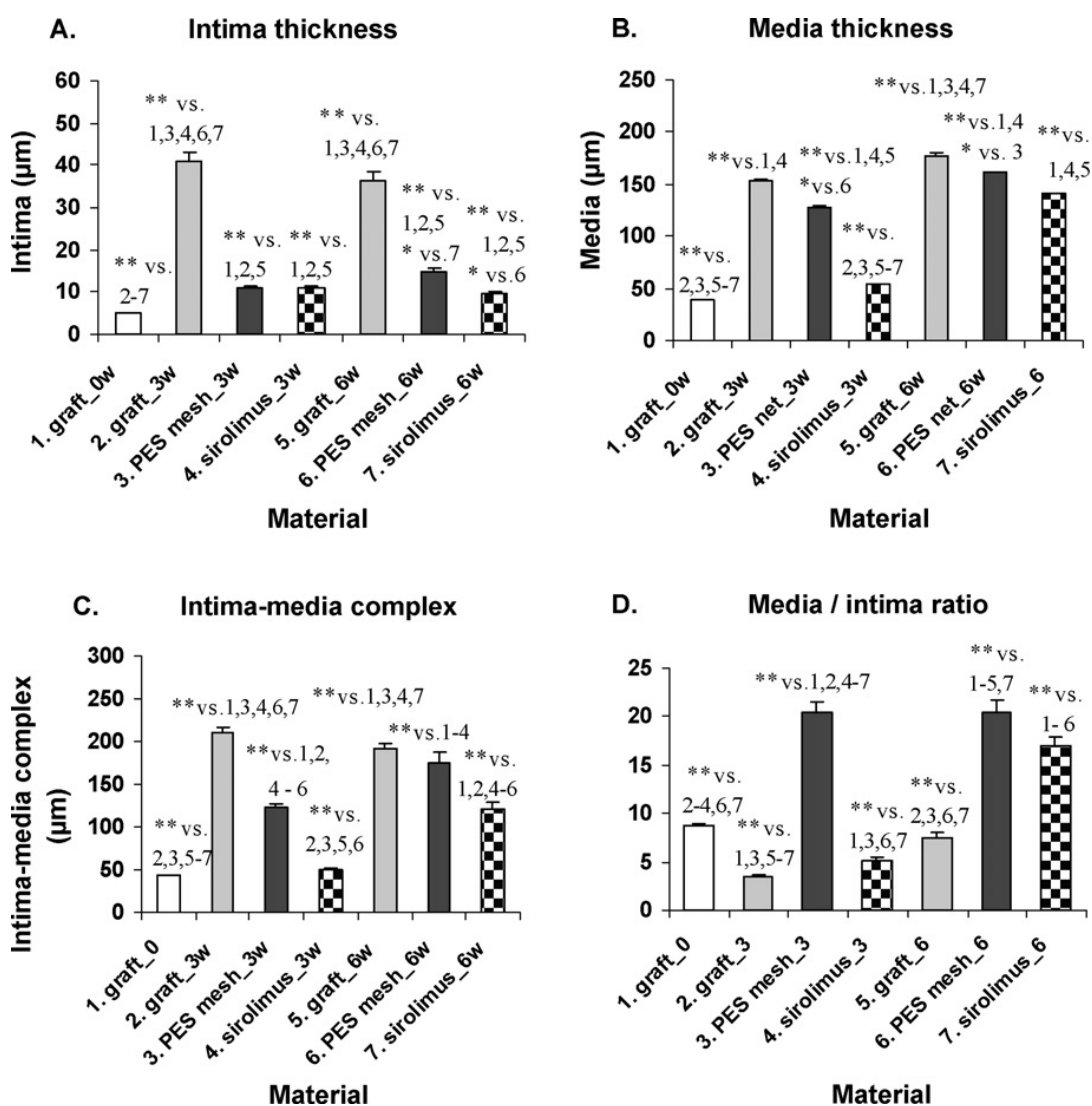 A. Intima thickness
60
50
40
30
20
10
0
Intima (µm)
** vs.
2-7
** vs.
1,3,4,6,7
** vs.
1,2,5
** vs.
1,2,5
** vs.
1,3,4,6,7
** vs.
1,2,5
* vs.7
** vs.
1,2,5
* vs.6
1. graft_0w
2. graft_3w
3. PES mesh_3w
4. sirolimus_3w
5. graft_6w
6. PES mesh_6w
7. sirolimus_6w
Material
B. Media thickness
250
200
150
100
50
0
Media (µm)
**vs.
2,3,5-7
**vs.1,4
**vs.1,4,5
*vs.6
**vs.
2,3,5-7
**vs.1,3,4,7
**vs.1,4
* vs. 3
**vs.
1,4,5
1. graft_0w
2. graft_3w
3. PES net_3w
4. sirolimus_3w
5. graft_6w
6. PES net_6w
7. sirolimus_6
Material
C. Intima-media complex
300
250
200
150
100
50
0
Intima-media complex
(µm)
** vs.
2,3,5-7
**vs.1,3,4,6,7
**vs.1,2,
4 - 6
**vs.
2,3,5,6
**vs.1,3,4,7
**vs.1-4
**vs.
1,2,4-6
1. graft_0
2. graft_3w
3. PES mesh_3w
4. sirolimus_3w
5. graft_6w
6. PES mesh_6w
7. sirolimus_6w
Material
D. Media / intima ratio
25
20
15
10
5
0
** vs.
2-4,6,7
** vs.
1,3,5-7
**vs.1,2,4-7
** vs.
1,3,6,7
** vs.
2,3,6,7
**vs.
1-5,7
**vs.
1- 6
1. graft_0
2. graft_3
3. PES mesh_3
4. sirolimus_3
5. graft_6
6. PES mesh_6
7. sirolimus_6
Material